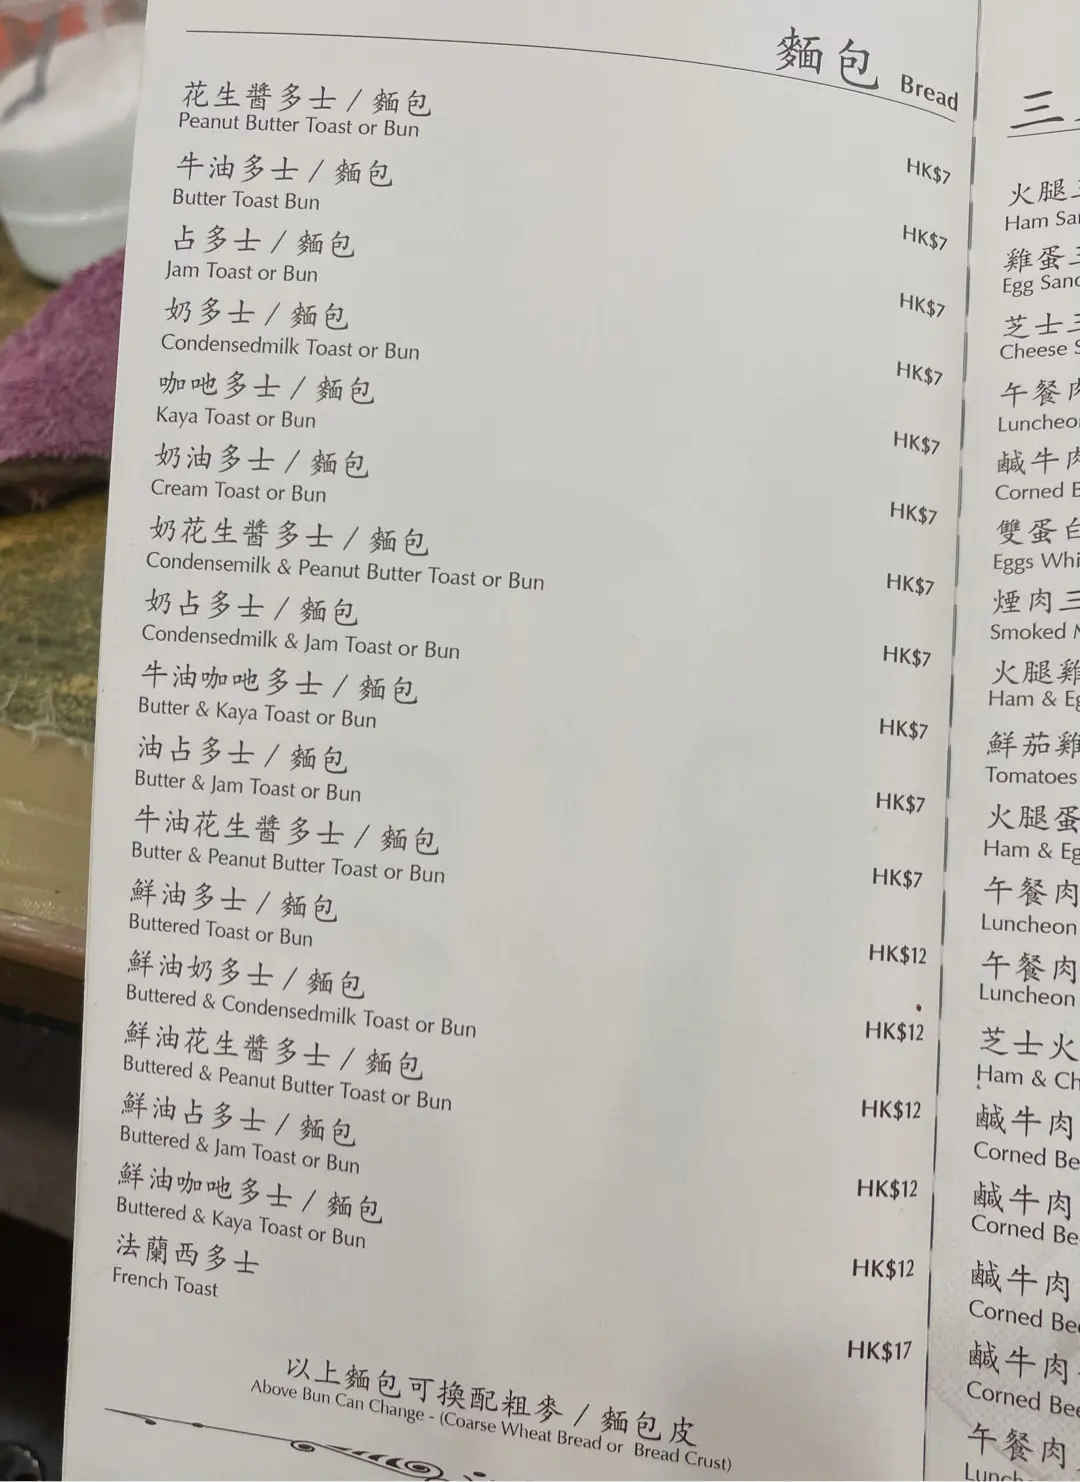 麵包 Bread
花生醬多士 / 麵包
Peanut Butter Toast or Bun HK$7
牛油多士 / 麵包
Butter Toast Bun HK$7
占多士 / 麵包
Jam Toast or Bun HK$7
奶多士 / 麵包
Condensedmilk Toast or Bun HK$7
咖吔多士 / 麵包
Kaya Toast or Bun HK$7
奶油多士 / 麵包
Cream Toast or Bun HK$7
奶花生醬多士 / 麵包
Condensemilk & Peanut Butter Toast or Bun HK$7
奶占多士 / 麵包
Condensedmilk & Jam Toast or Bun HK$7
牛油咖吔多士 / 麵包
Butter & Kaya Toast or Bun HK$7
油占多士 / 麵包
Butter & Jam Toast or Bun HK$7
牛油花生醬多士 / 麵包
Butter & Peanut Butter Toast or Bun HK$7
鮮油多士 / 麵包
Buttered Toast or Bun HK$12
鮮油奶多士 / 麵包
Buttered & Condensedmilk Toast or Bun HK$12
鮮油花生醬多士 / 麵包
Buttered & Peanut Butter Toast or Bun HK$12
鮮油占多士 / 麵包
Buttered & Jam Toast or Bun HK$12
鮮油咖吔多士 / 麵包
Buttered & Kaya Toast or Bun HK$12
法蘭西多士
French Toast HK$17
以上麵包可換配粗麥 / 麵包皮
Above Bun Can Change - (Coarse Wheat Bread or Bread Crust)
三
火腿三
Ham
雞蛋三
Egg
芝士三
Cheese
午餐肉
鹹牛肉
Corned
雙蛋白
Eggs
煙肉三
Smoked
火腿雞
Ham &
鮮茄雞
Tomatoes
火腿蛋
Ham &
午餐肉
Luncheon
午餐肉
Luncheon
芝士火
Ham &
鹹牛肉
Corned
鹹牛肉
Corned
鹹牛肉
Corned
鹹牛肉
Corned
午餐肉